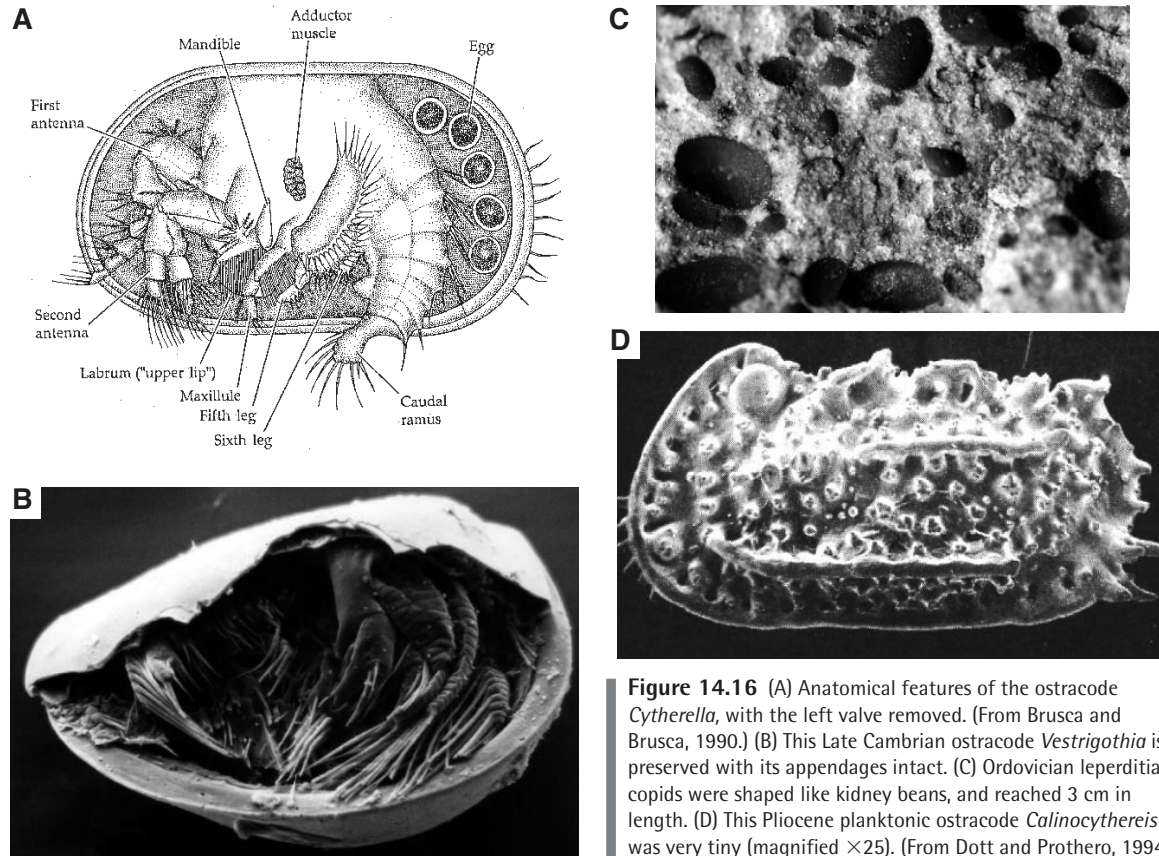 A
Adductor
muscle
Mandible
Egg
First
antenna
Second
antenna
Labrum ("upper lip")
Maxillule
Fifth leg
Sixth leg
Caudal
ramus
B
C
D
Figure 14.16 (A) Anatomical features of the ostracode
Cytherella, with the left valve removed. (From Brusca and
Brusca, 1990.) (B) This Late Cambrian ostracode Vestrigothia is
preserved with its appendages intact. (C) Ordovician leperditia
copids were shaped like kidney beans, and reached 3 cm in
length. (D) This Pliocene planktonic ostracode Calinocythereis
was very tiny (magnified ×25). (From Dott and Prothero, 1994